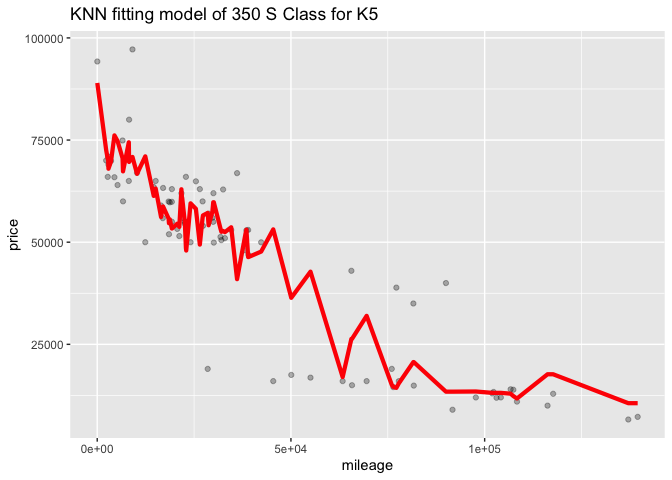 KNN fitting model of 350 S Class for K5
100000
75000
50000
25000
price
0e+00
5e+04
1e+05
mileage